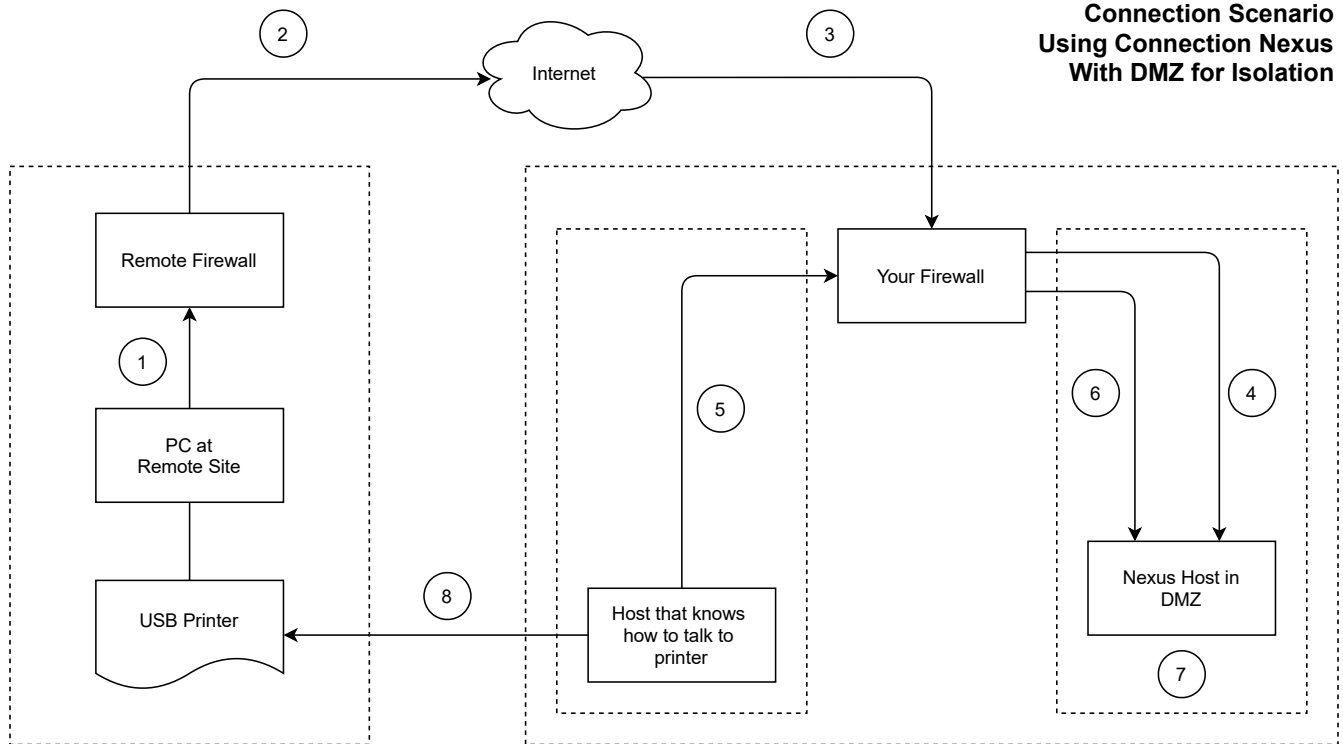 Connection Scenario
Using Connection Nexus
With DMZ for Isolation
2
3
Internet
Remote Firewall
Your Firewall
1
5
6
4
PC at
Remote Site
Nexus Host in
DMZ
8
USB Printer
Host that knows
how to talk to
printer
7